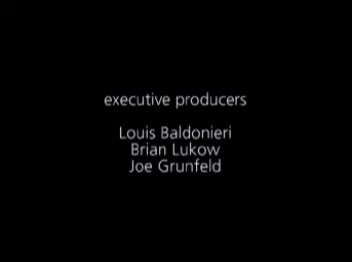 executive producers
Louis Baldonieri
Brian Lukow
Joe Grunfeld